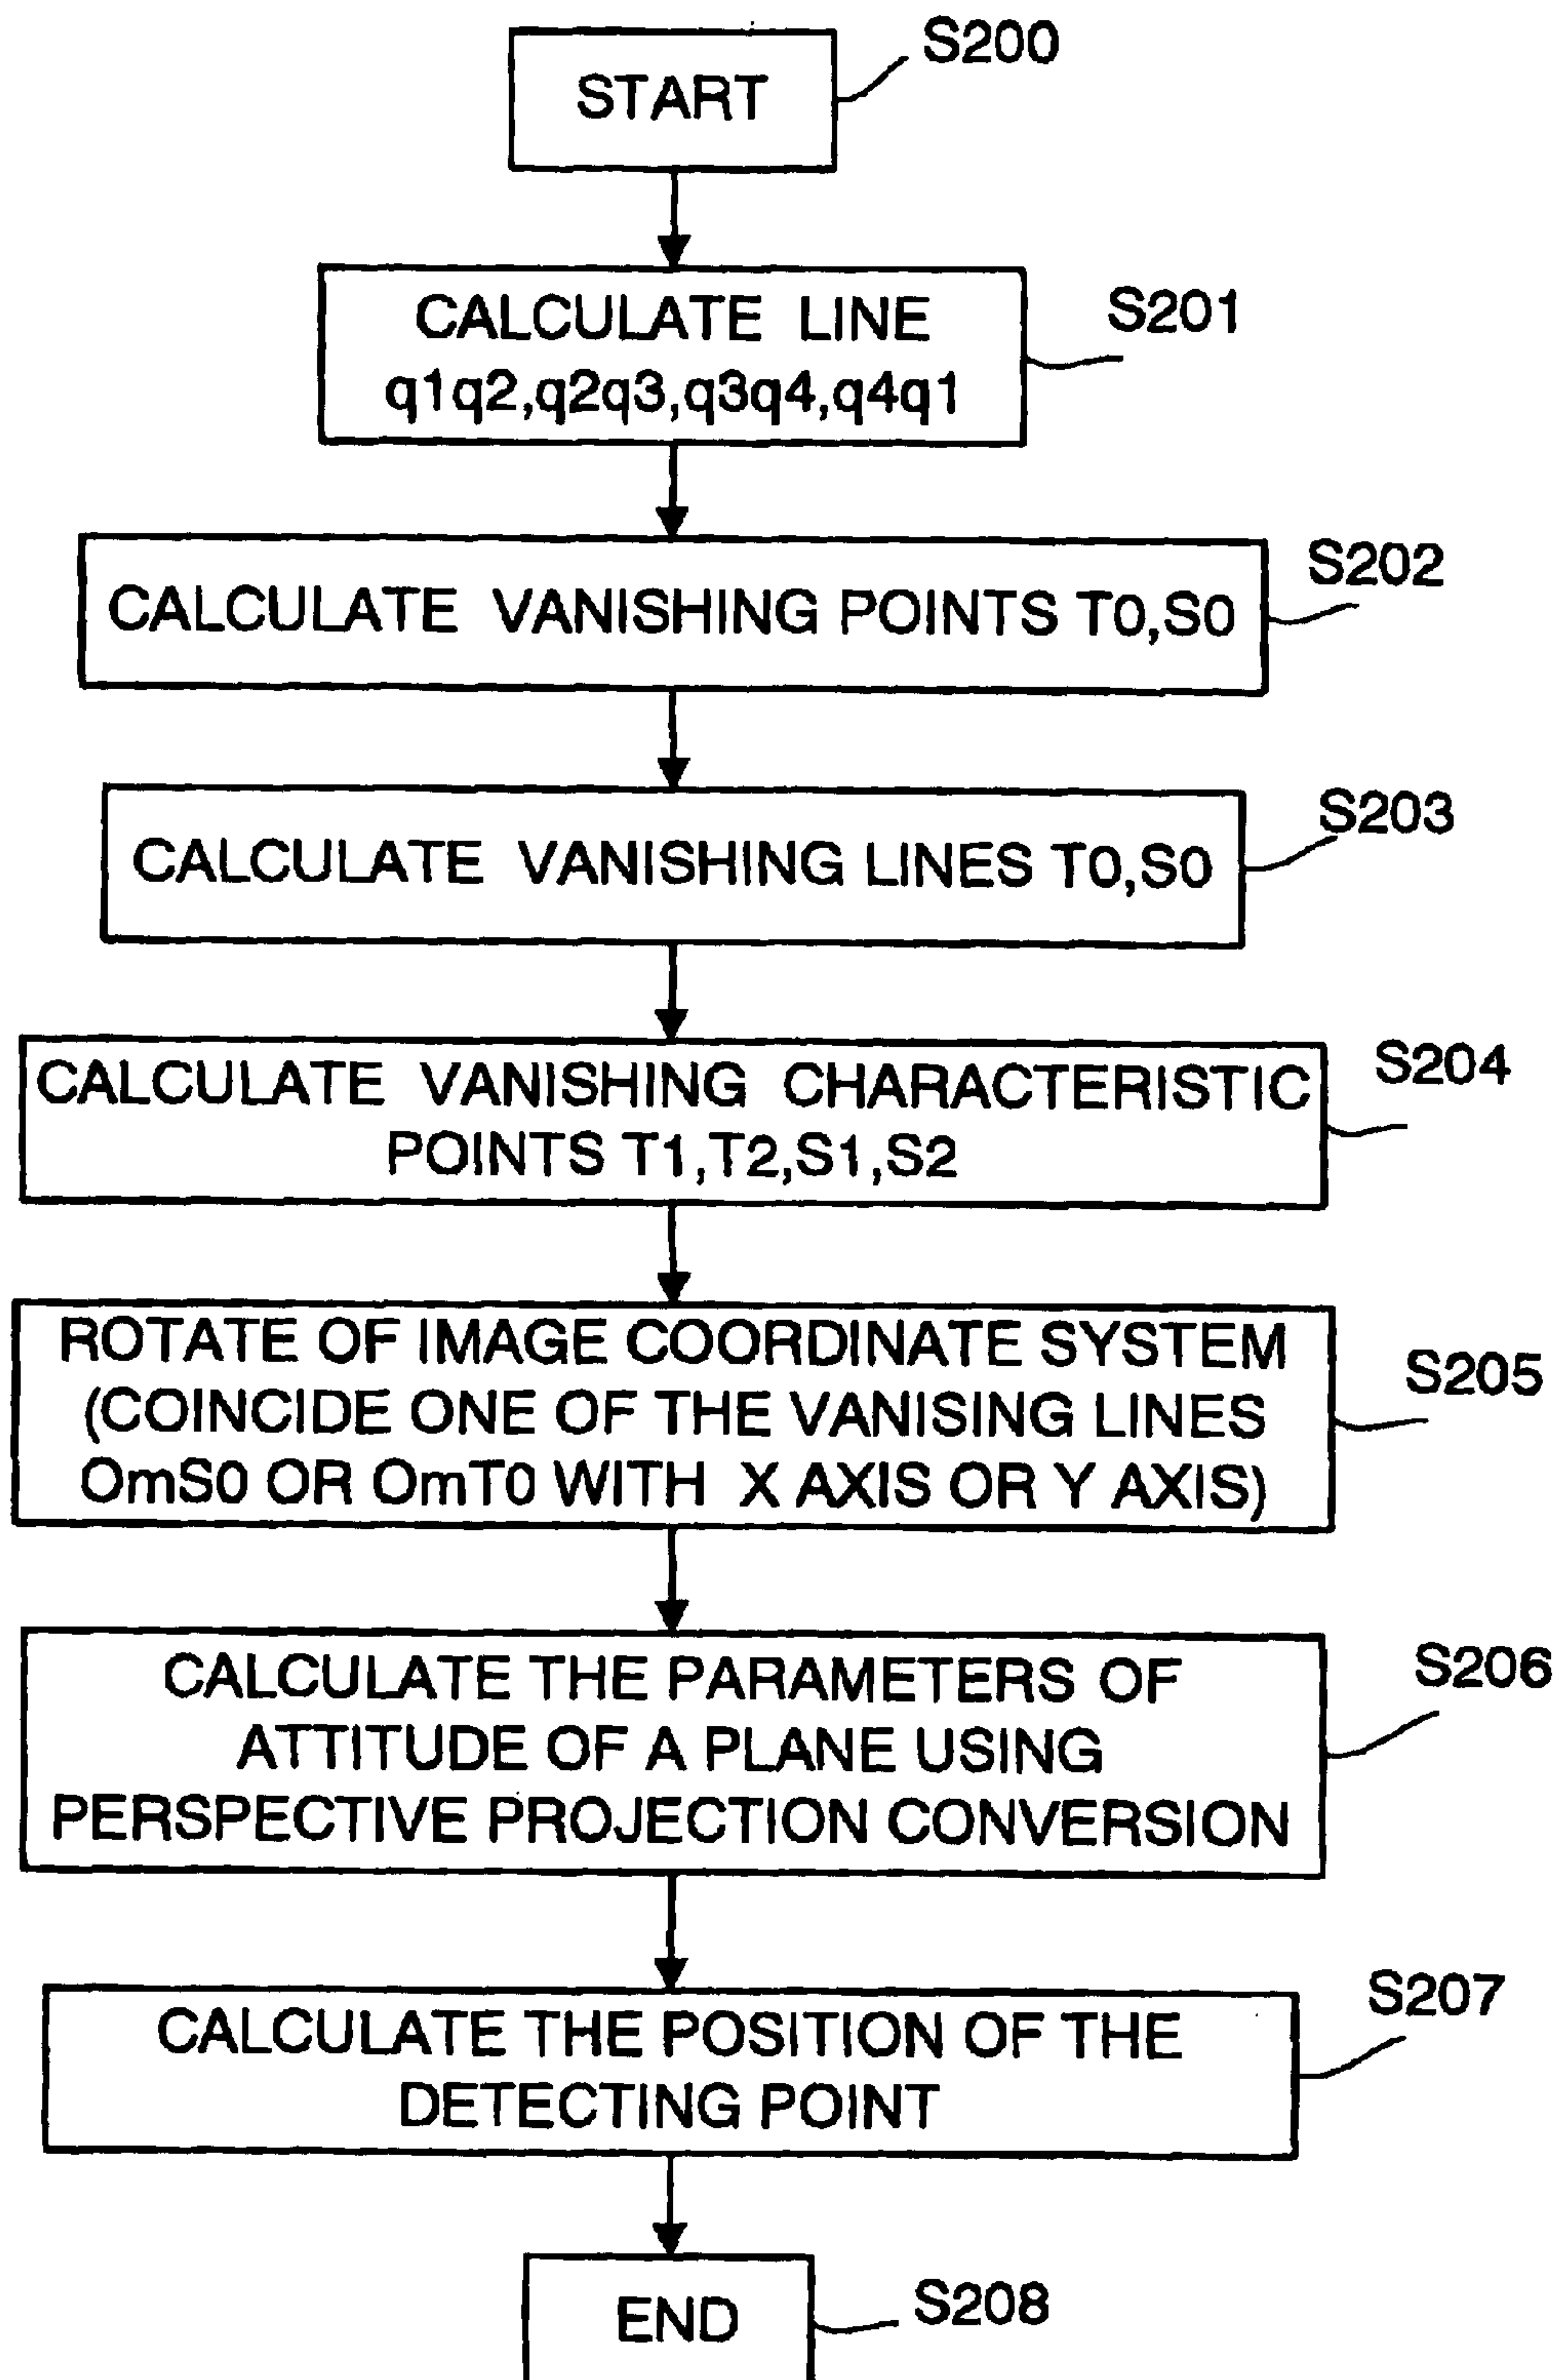 START
S200
CALCULATE LINE
q1q2,q2q3,q3q4,q4q1
S201
CALCULATE VANISHING POINTS T0,S0
S202
CALCULATE VANISHING LINES T0,S0
S203
CALCULATE VANISHING CHARACTERISTIC
POINTS T1,T2,S1,S2
S204
ROTATE OF IMAGE COORDINATE SYSTEM
(COINCIDE ONE OF THE VANISING LINES
OmS0 OR OmT0 WITH X AXIS OR Y AXIS)
S205
CALCULATE THE PARAMETERS OF
ATTITUDE OF A PLANE USING
PERSPECTIVE PROJECTION CONVERSION
S206
CALCULATE THE POSITION OF THE
DETECTING POINT
S207
END
S208